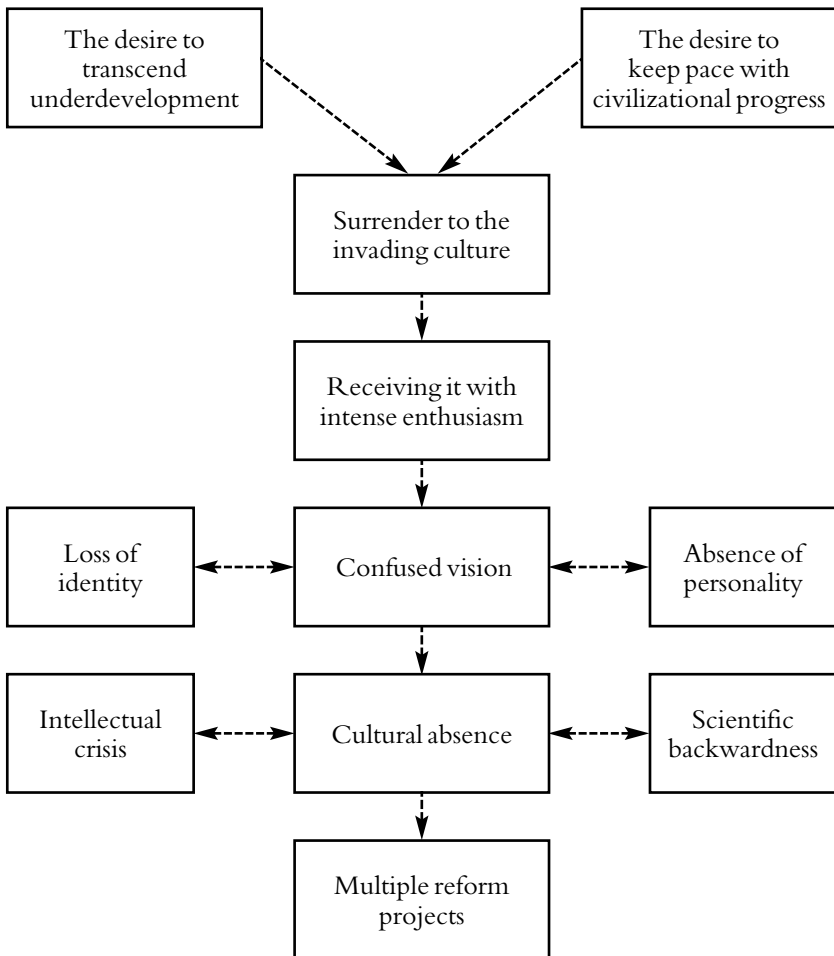 The desire to
transcend
underdevelopment
The desire to
keep pace with
civilizational progress
Surrender to the
invading culture
Receiving it with
intense enthusiasm
Loss of
identity
Confused vision
Absence of
personality
Intellectual
crisis
Cultural absence
Scientific
backwardness
Multiple reform
projects